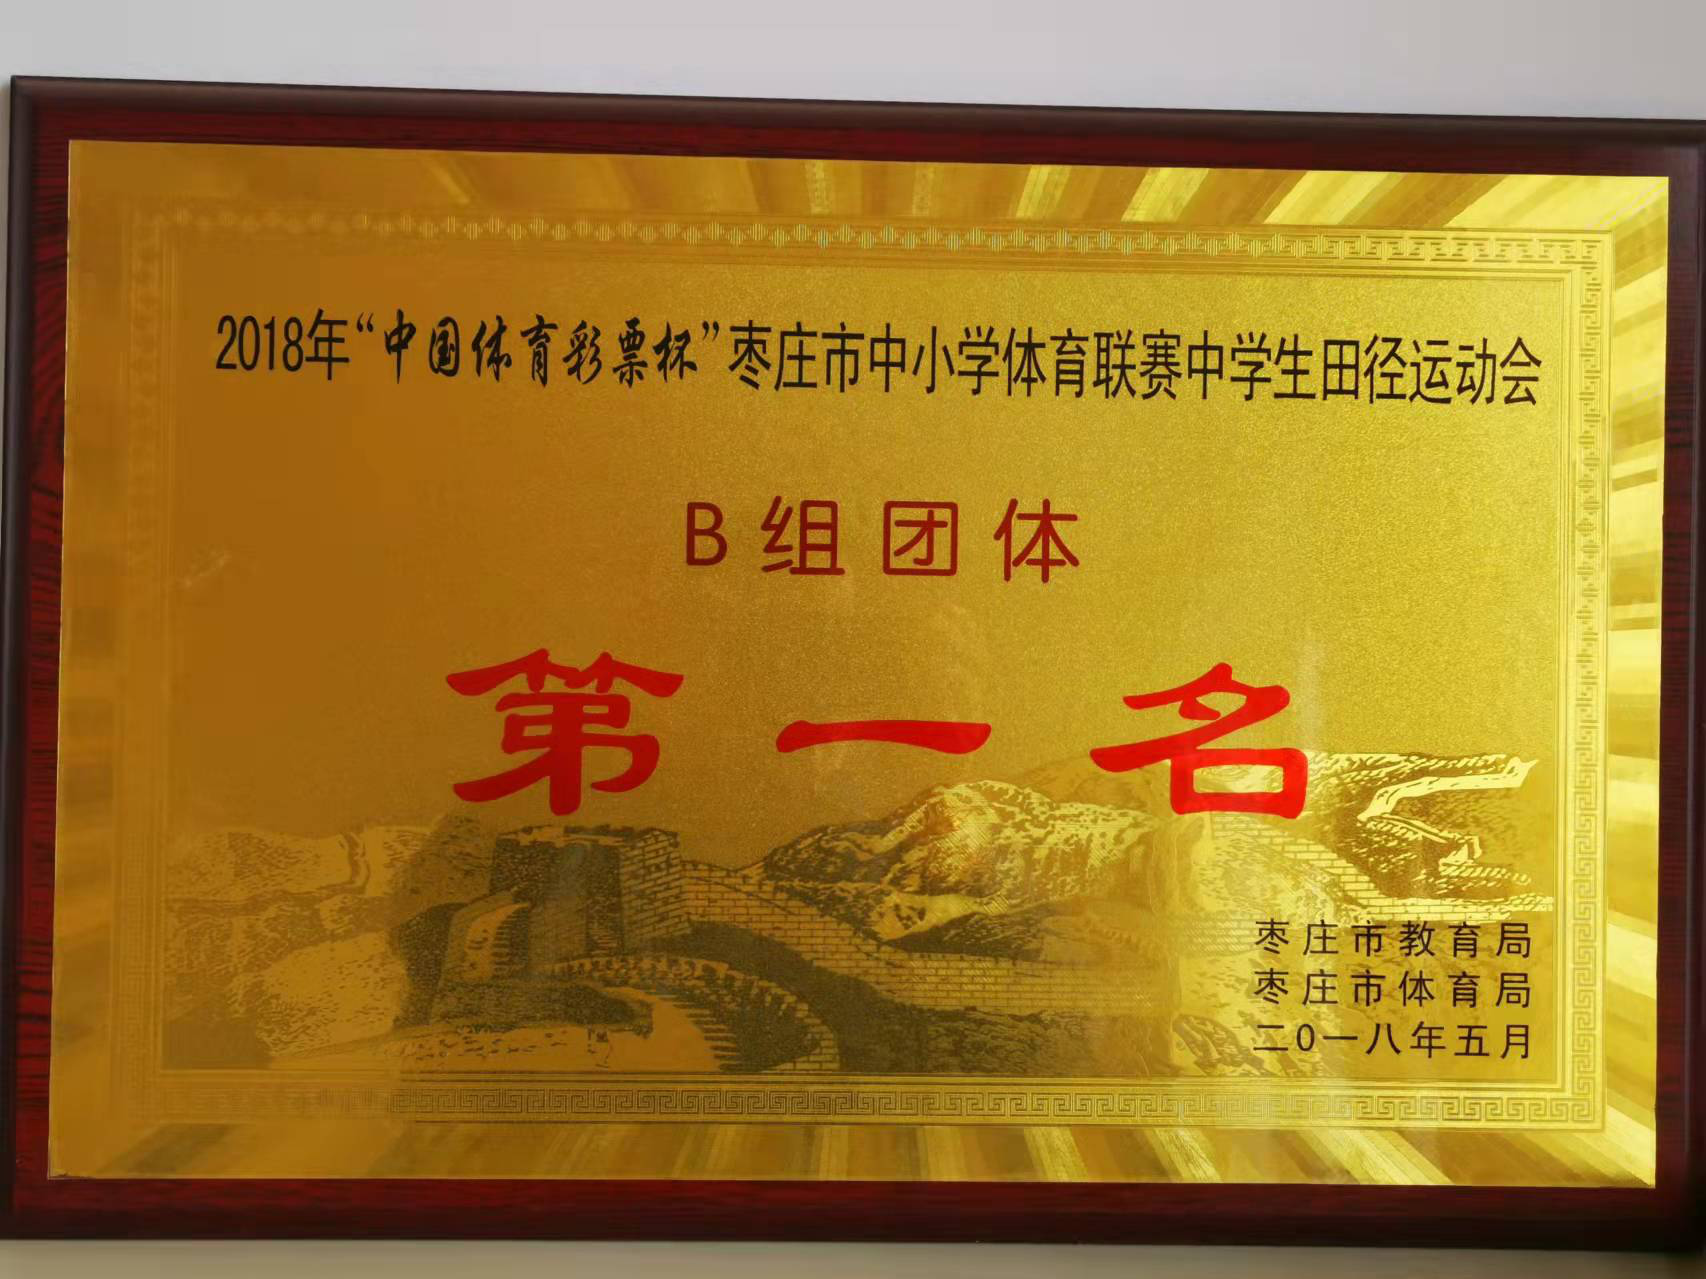 2018年“中国体育彩票杯”枣庄市中小学体育联赛中学生田径运动会
B组团体
第一名
枣庄市教育局
枣庄市体育局
二0一八年五月